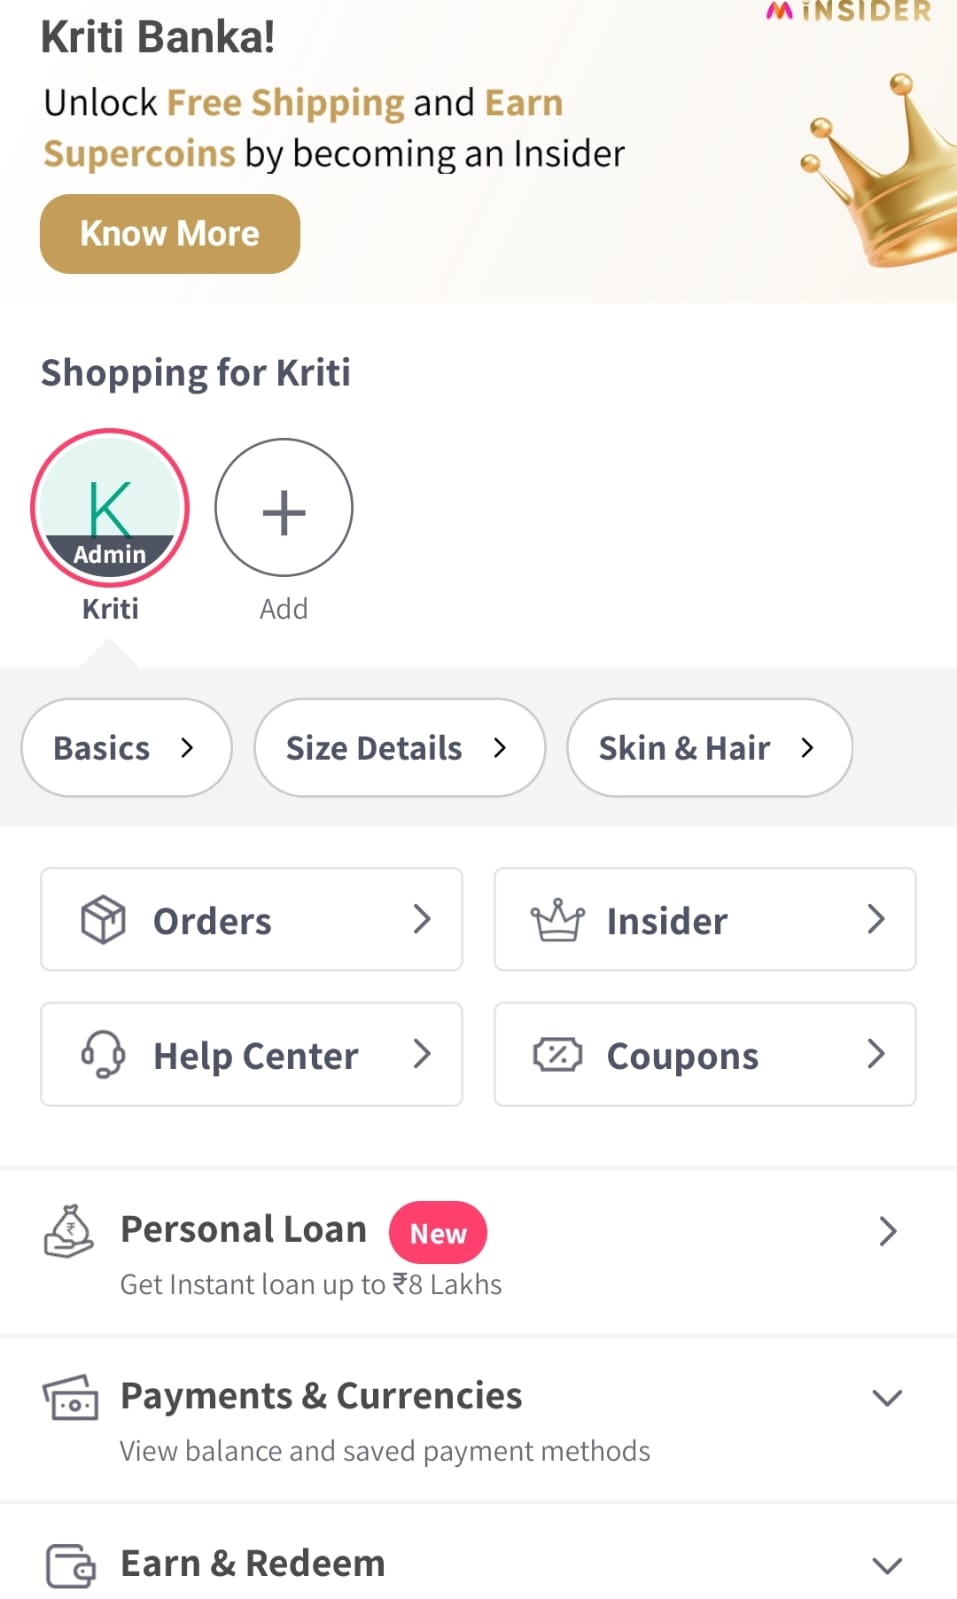 INSIDER
Kriti Banka!
Unlock Free Shipping and Earn
Supercoins by becoming an Insider
Know More
Shopping for Kriti
K
Admin
Kriti
Add
Basics
Size Details
Skin & Hair
Orders
Insider
Help Center
Coupons
Personal Loan New
Get Instant loan up to ₹8 Lakhs
Payments & Currencies
View balance and saved payment methods
Earn & Redeem